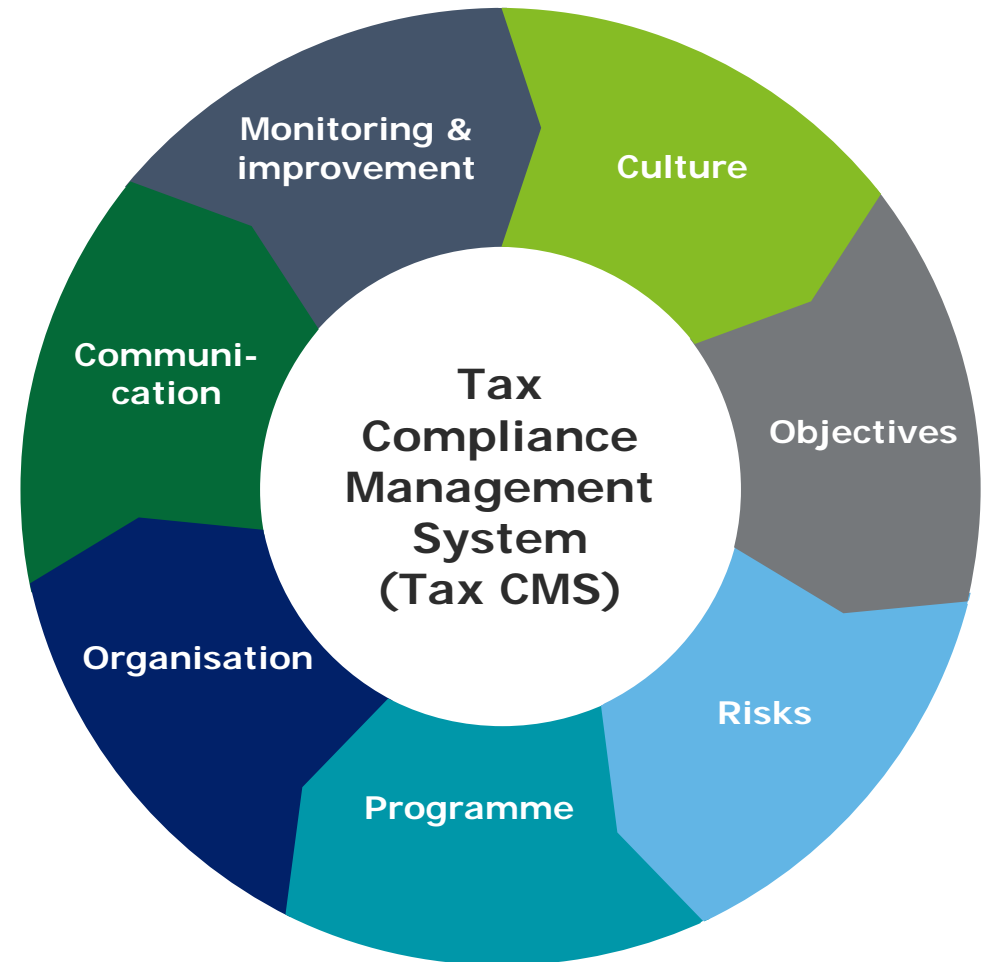 Monitoring &
improvement
Culture
Communi-
cation
Tax
Compliance
Management
System
(Tax CMS)
Objectives
Organisation
Risks
Programme